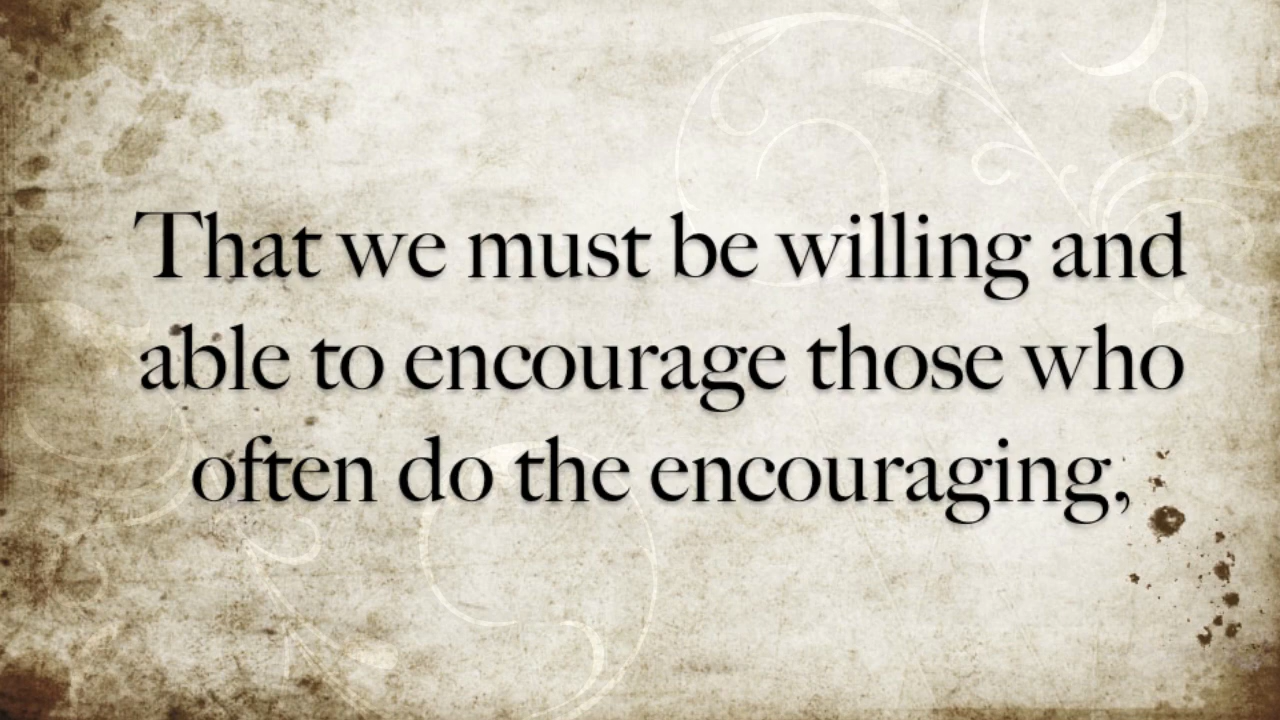 That we must be willing and
able to encourage those who
often do the encouraging,